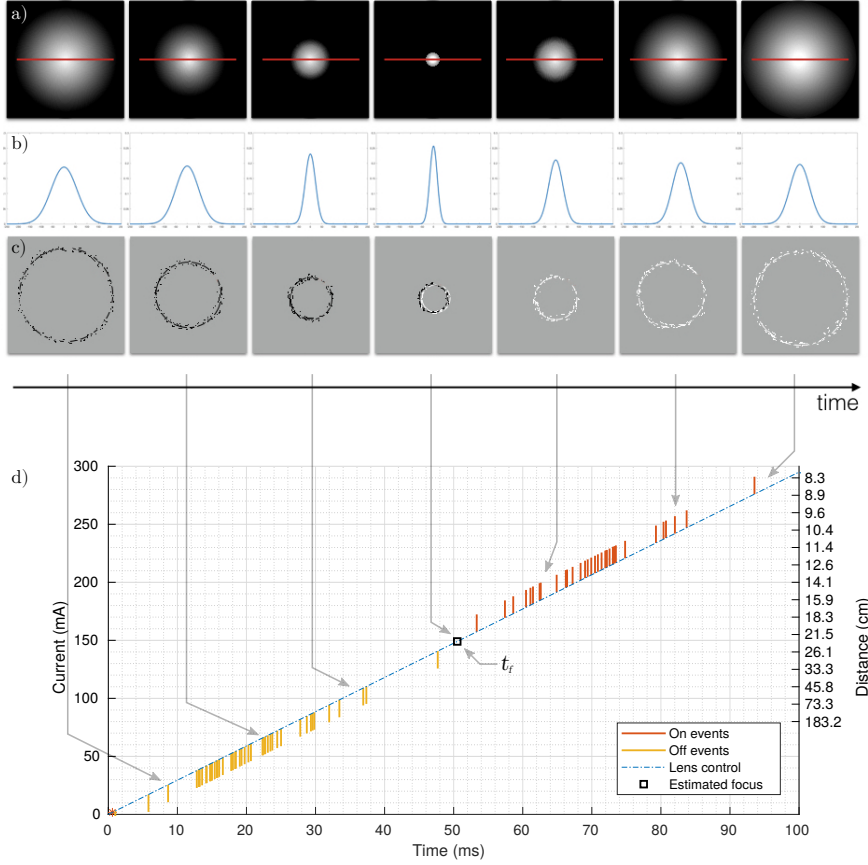 a)
b)
c)
time
d)
300
250
200
150
100
50
0
Current (mA)
8.3
8.9
9.6
10.4
11.4
12.6
14.1
15.9
18.3
21.5
26.1
33.3
45.8
73.3
183.2
Distance (cm)
t_f
On events
Off events
Lens control
Estimated focus
0 10 20 30 40 50 60 70 80 90 100
Time (ms)